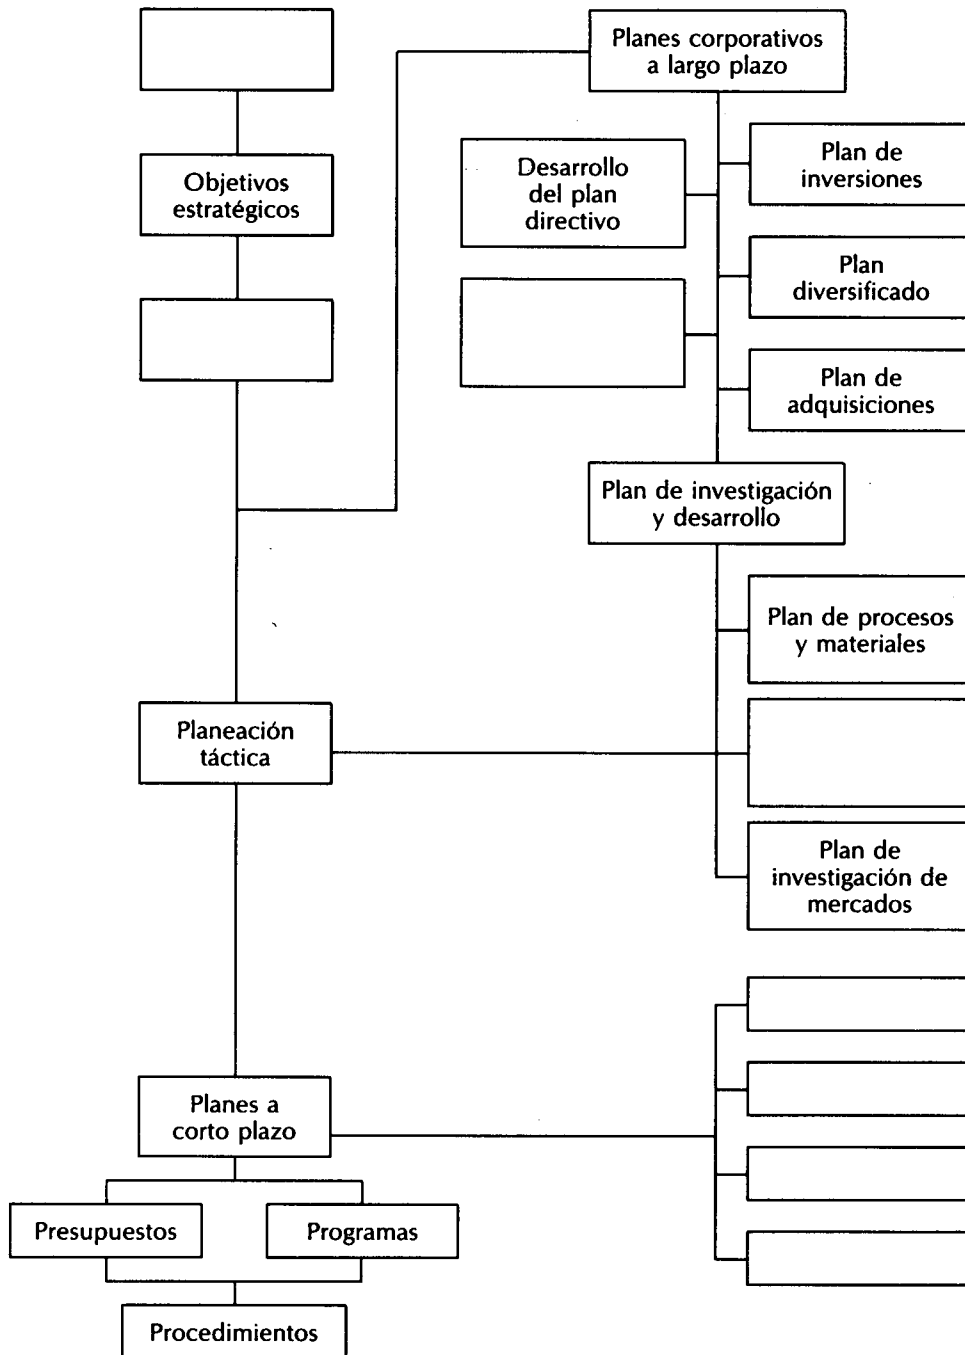 Planes corporativos
a largo plazo
Objetivos
estratégicos
Desarrollo
del plan
directivo
Plan de
inversiones
Plan
diversificado
Plan de
adquisiciones
Plan de investigación
y desarrollo
Plan de procesos
y materiales
Planeación
táctica
Plan de
investigación de
mercados
Planes a
corto plazo
Presupuestos
Programas
Procedimientos